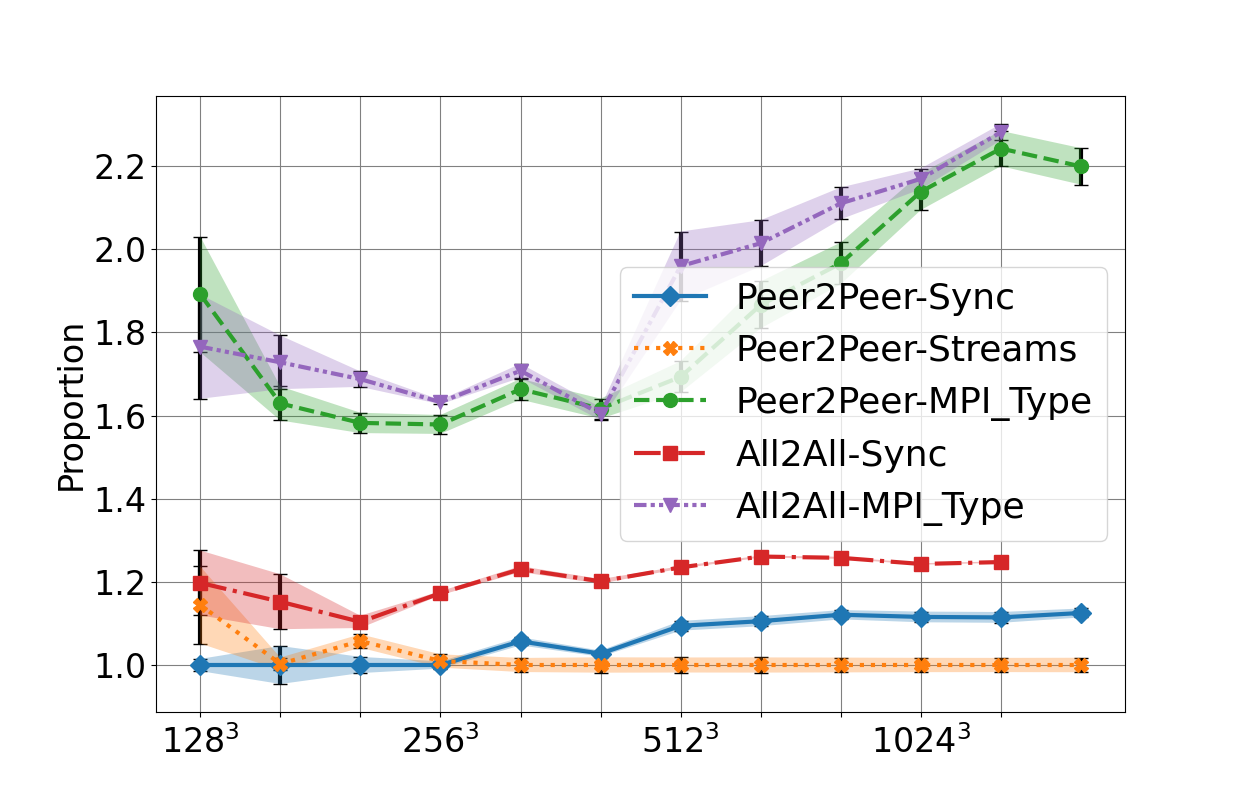 2.2
2.0
1.8
1.6
1.4
1.2
1.0
Proportion
Peer2Peer-Sync
Peer2Peer-Streams
Peer2Peer-MPI_Type
All2All-Sync
All2All-MPI_Type
128³ 256³ 512³ 1024³